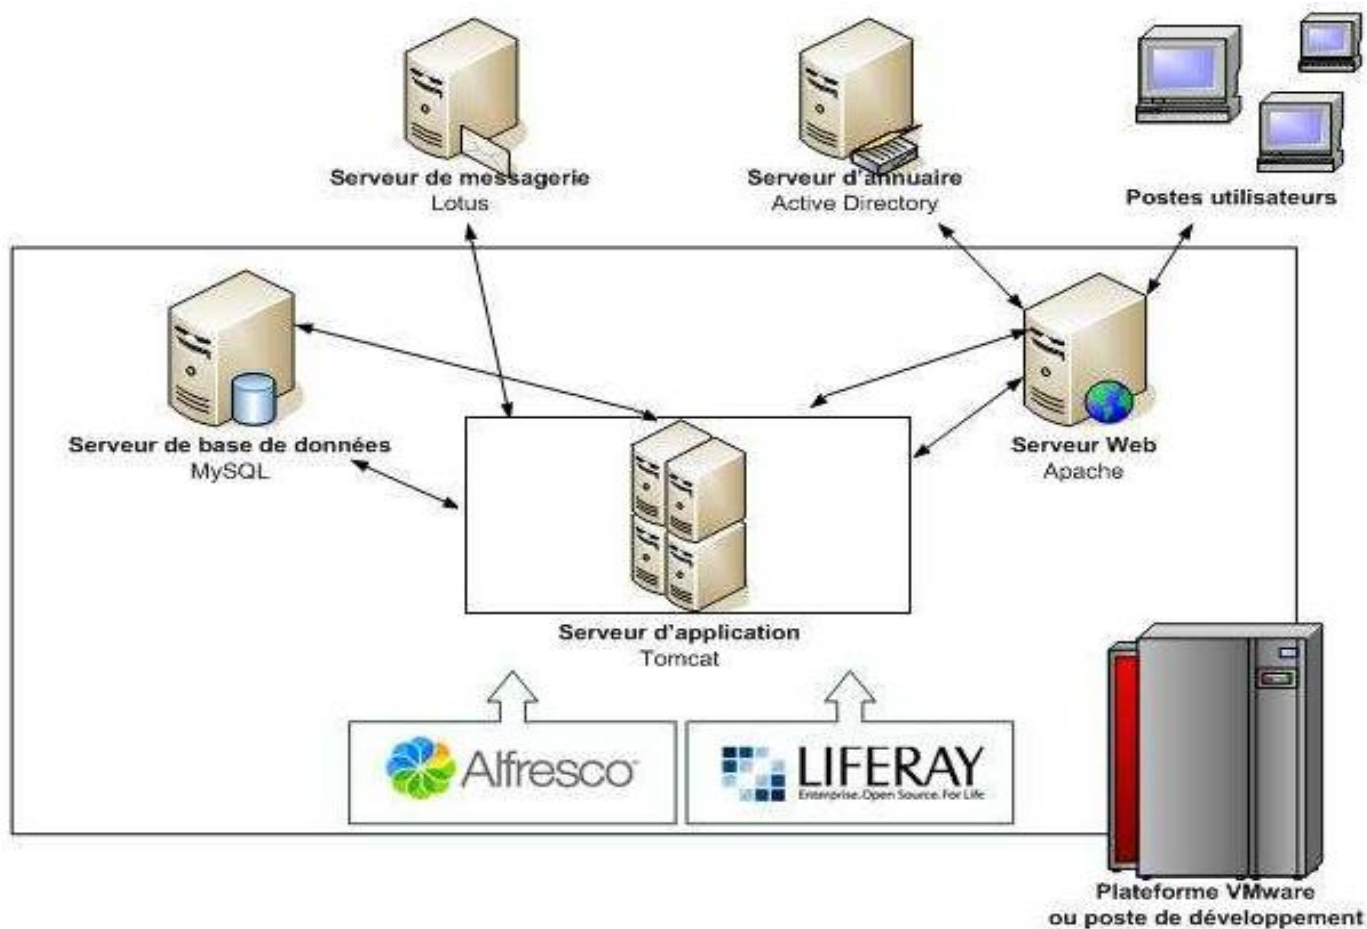 Serveur de messagerie
Lotus
Serveur d'annuaire
Active Directory
Postes utilisateurs
Serveur de base de données
MySQL
Serveur Web
Apache
Serveur d'application
Tomcat
Alfresco
LIFERAY
Enterprise. Open Source. For Life
Plateforme VMware
ou poste de développement